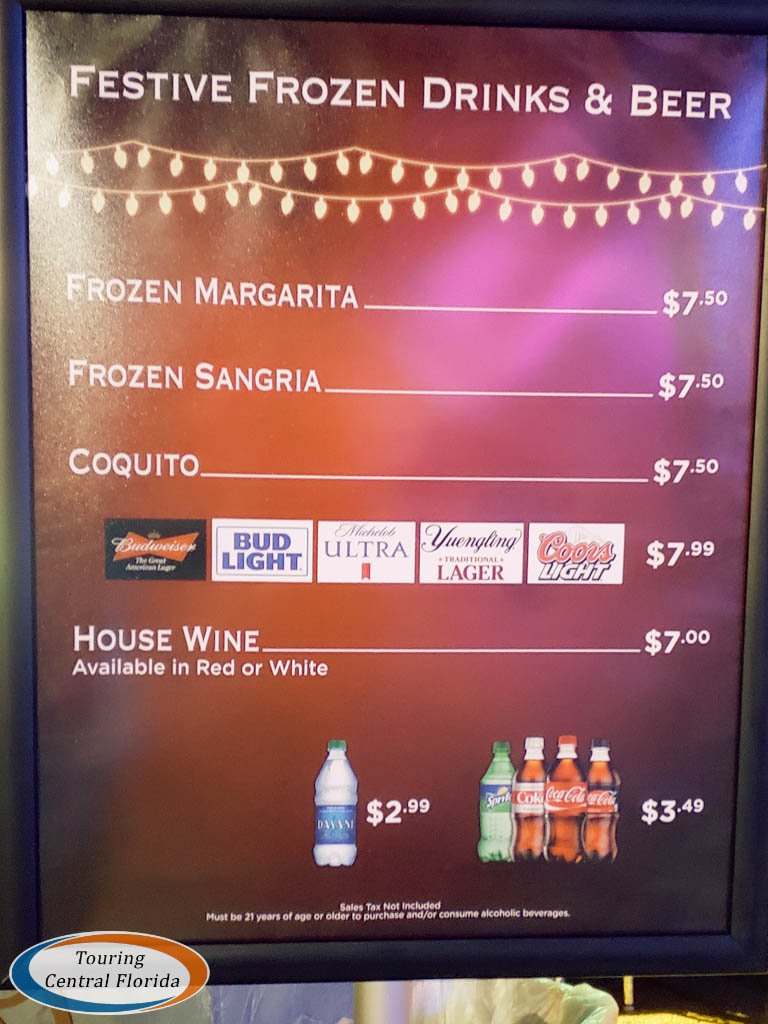 FESTIVE FROZEN DRINKS & BEER
FROZEN MARGARITA $7.50
FROZEN SANGRIA $7.50
COQUITO $7.50
Budweiser
The Great
American Lager
BUD
LIGHT
Michelob
ULTRA
Yuengling
TRADITIONAL
LAGER
Coors
LIGHT
$7.99
HOUSE WINE $7.00
Available in Red or White
DASANI
$2.99
Sprite
Coke
Coca-Cola
Coca-Cola
$3.49
Sales Tax Not Included
Must be 21 years of age or older to purchase and/or consume alcoholic beverages.
Touring
Central Florida